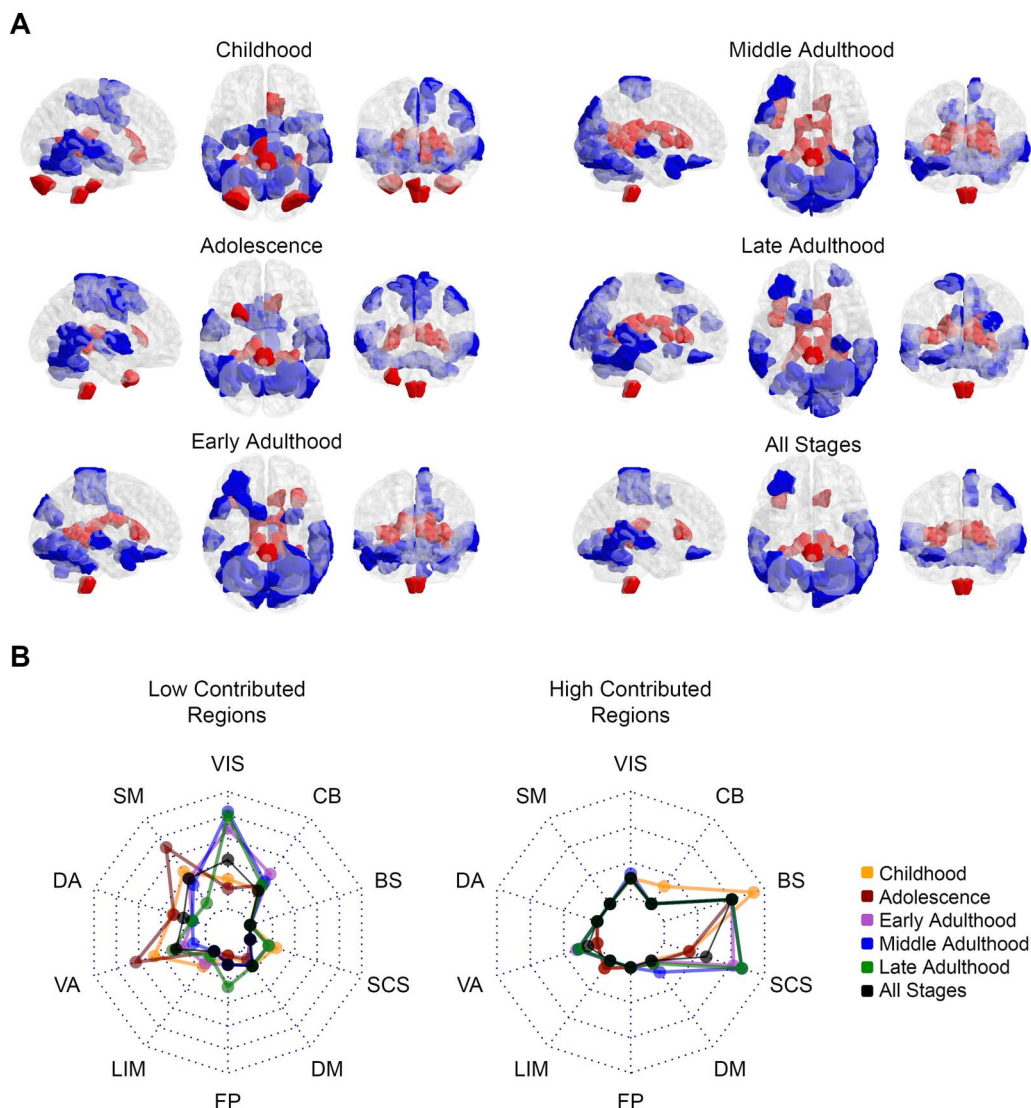 A
Childhood
Middle Adulthood
Adolescence
Late Adulthood
Early Adulthood
All Stages
B
Low Contributed
Regions
High Contributed
Regions
VIS
CB
BS
SCS
DM
FP
LIM
VA
DA
SM
VIS
CB
BS
SCS
DM
FP
LIM
VA
DA
SM
Childhood
Adolescence
Early Adulthood
Middle Adulthood
Late Adulthood
All Stages